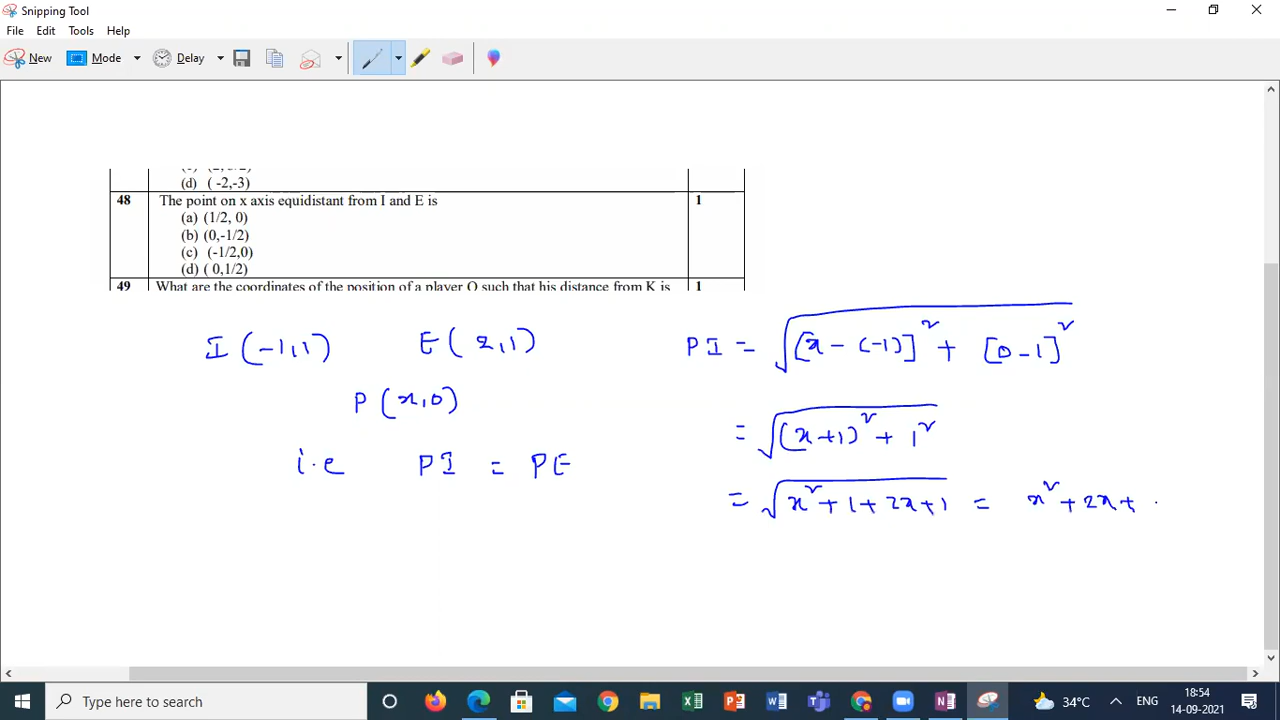 Snipping Tool
File Edit Tools Help
New Mode Delay
(d) ( -2,-3)
48 The point on x axis equidistant from I and E is 1
(a) (1/2, 0)
(b) (0,-1/2)
(c) (-1/2,0)
(d) ( 0,1/2)
49 What are the coordinates of the position of a player Q such that his distance from K is 1
I (-1,1) E( 2,1)
P (x,0)
i.e PI = PE
PI = √([x - (-1)]² + [0-1]²)
= √((x+1)² + 1²)
= √(x² + 1 + 2x + 1) = x² + 2x +
Type here to search
34°C ENG 18:54
14-09-2021